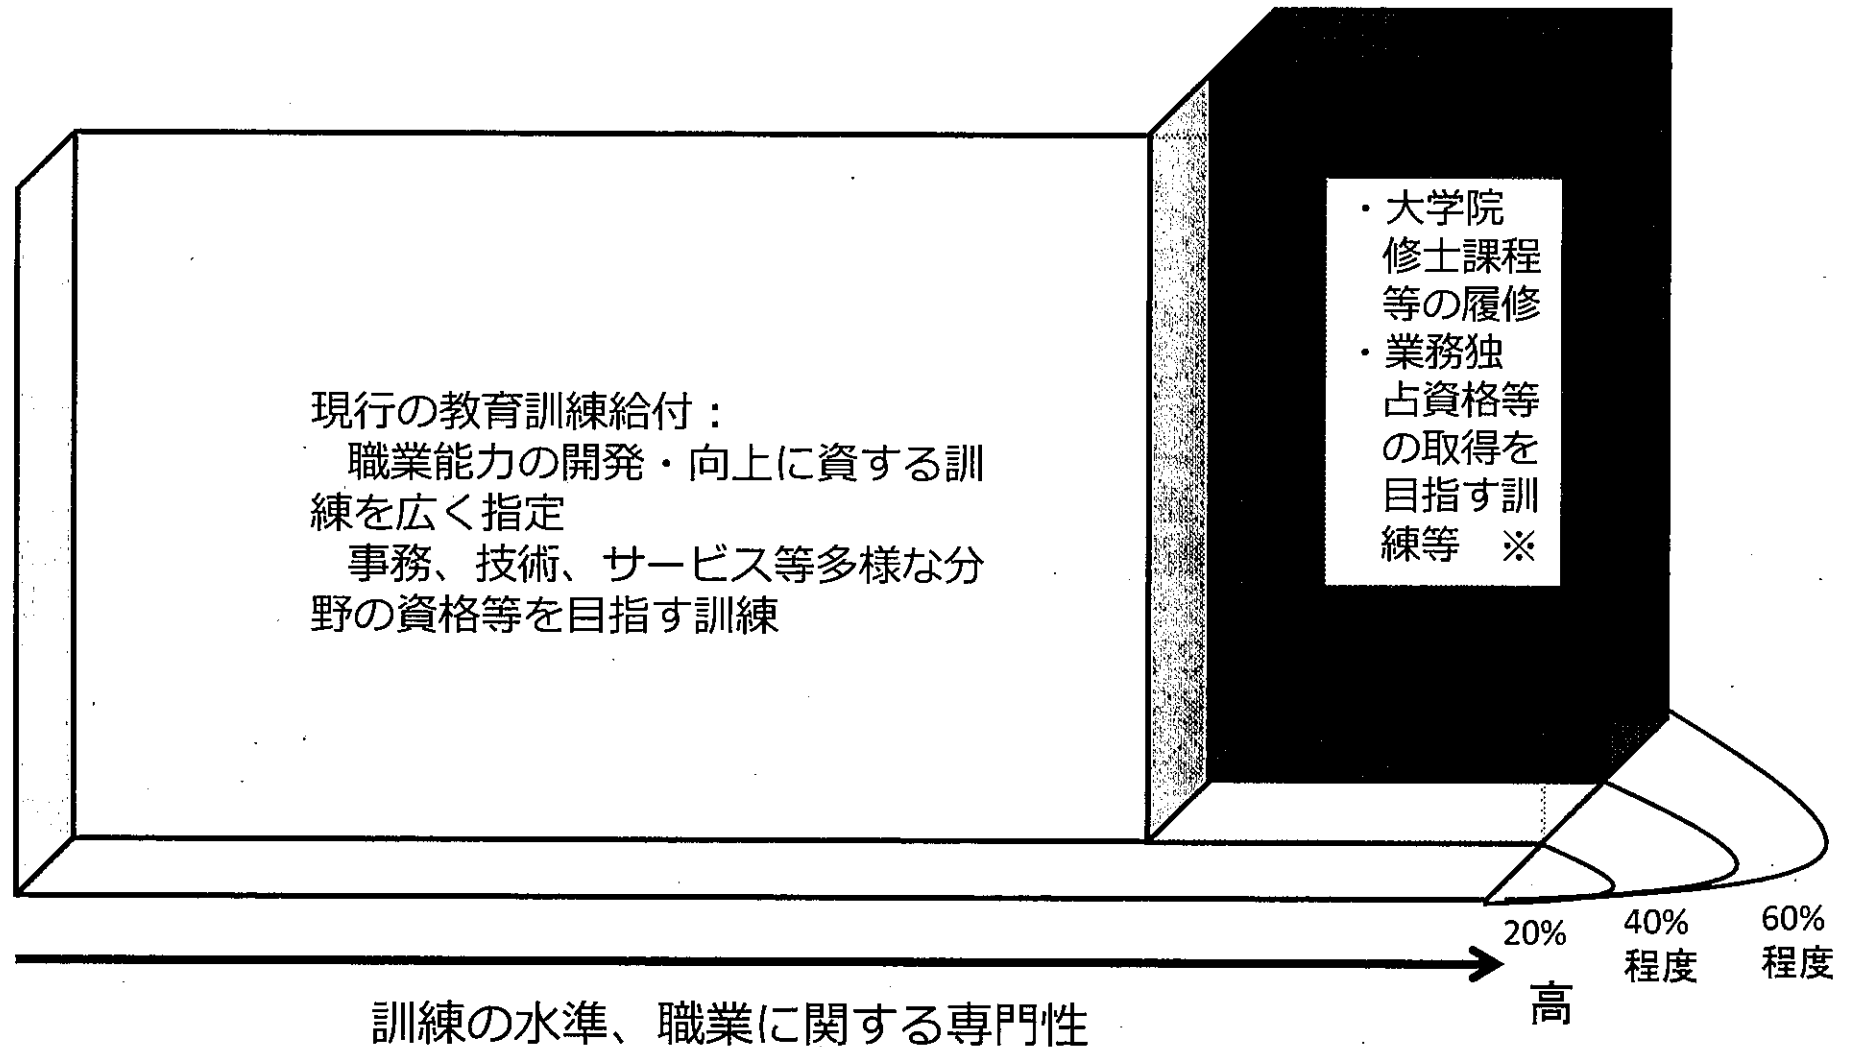 現行の教育訓練給付：
職業能力の開発・向上に資する訓
練を広く指定
事務、技術、サービス等多様な分
野の資格等を目指す訓練
・大学院
修士課程
等の履修
・業務独
占資格等
の取得を
目指す訓
練等　※
20%
40%
程度
60%
程度
高
訓練の水準、職業に関する専門性